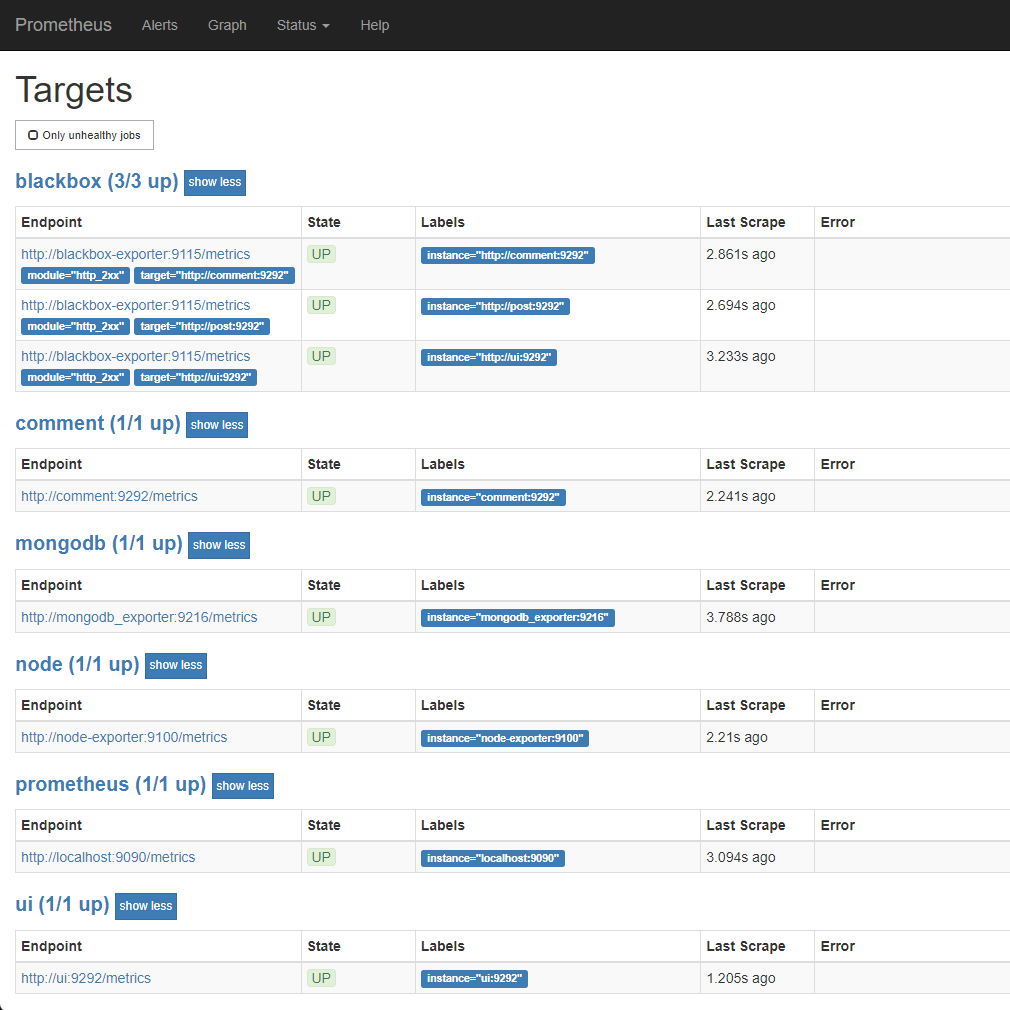 Prometheus Alerts Graph Status Help
Targets
Only unhealthy jobs
blackbox (3/3 up) show less
Endpoint State Labels Last Scrape Error
http://blackbox-exporter:9115/metrics UP instance="http://comment:9292" 2.861s ago
module="http_2xx" target="http://comment:9292"
http://blackbox-exporter:9115/metrics UP instance="http://post:9292" 2.694s ago
module="http_2xx" target="http://post:9292"
http://blackbox-exporter:9115/metrics UP instance="http://ui:9292" 3.233s ago
module="http_2xx" target="http://ui:9292"
comment (1/1 up) show less
Endpoint State Labels Last Scrape Error
http://comment:9292/metrics UP instance="comment:9292" 2.241s ago
mongodb (1/1 up) show less
Endpoint State Labels Last Scrape Error
http://mongodb_exporter:9216/metrics UP instance="mongodb_exporter:9216" 3.788s ago
node (1/1 up) show less
Endpoint State Labels Last Scrape Error
http://node-exporter:9100/metrics UP instance="node-exporter:9100" 2.21s ago
prometheus (1/1 up) show less
Endpoint State Labels Last Scrape Error
http://localhost:9090/metrics UP instance="localhost:9090" 3.094s ago
ui (1/1 up) show less
Endpoint State Labels Last Scrape Error
http://ui:9292/metrics UP instance="ui:9292" 1.205s ago